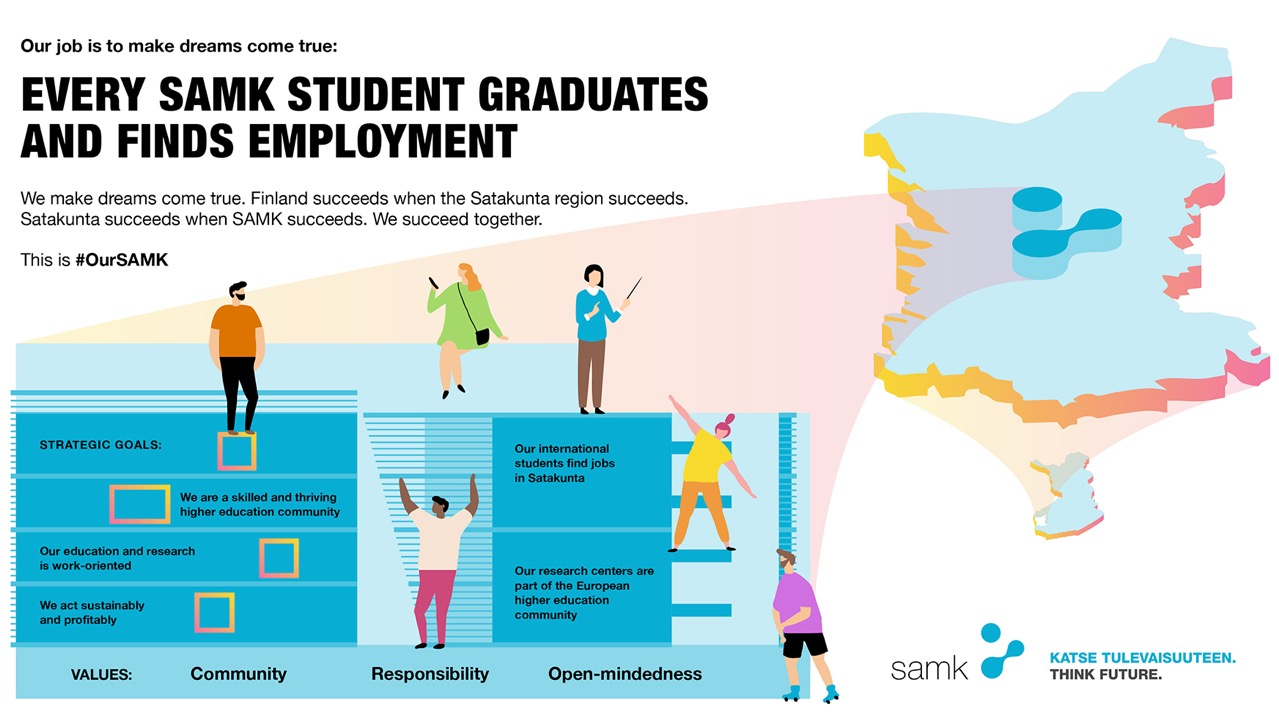 Our job is to make dreams come true:
EVERY SAMK STUDENT GRADUATES
AND FINDS EMPLOYMENT
We make dreams come true. Finland succeeds when the Satakunta region succeeds.
Satakunta succeeds when SAMK succeeds. We succeed together.
This is #OurSAMK
STRATEGIC GOALS:
We are a skilled and thriving
higher education community
Our education and research
is work-oriented
We act sustainably
and profitably
Our international
students find jobs
in Satakunta
Our research centers are
part of the European
higher education
community
VALUES:
Community
Responsibility
Open-mindedness
samk
KATSE TULEVAISUUTEEN.
THINK FUTURE.